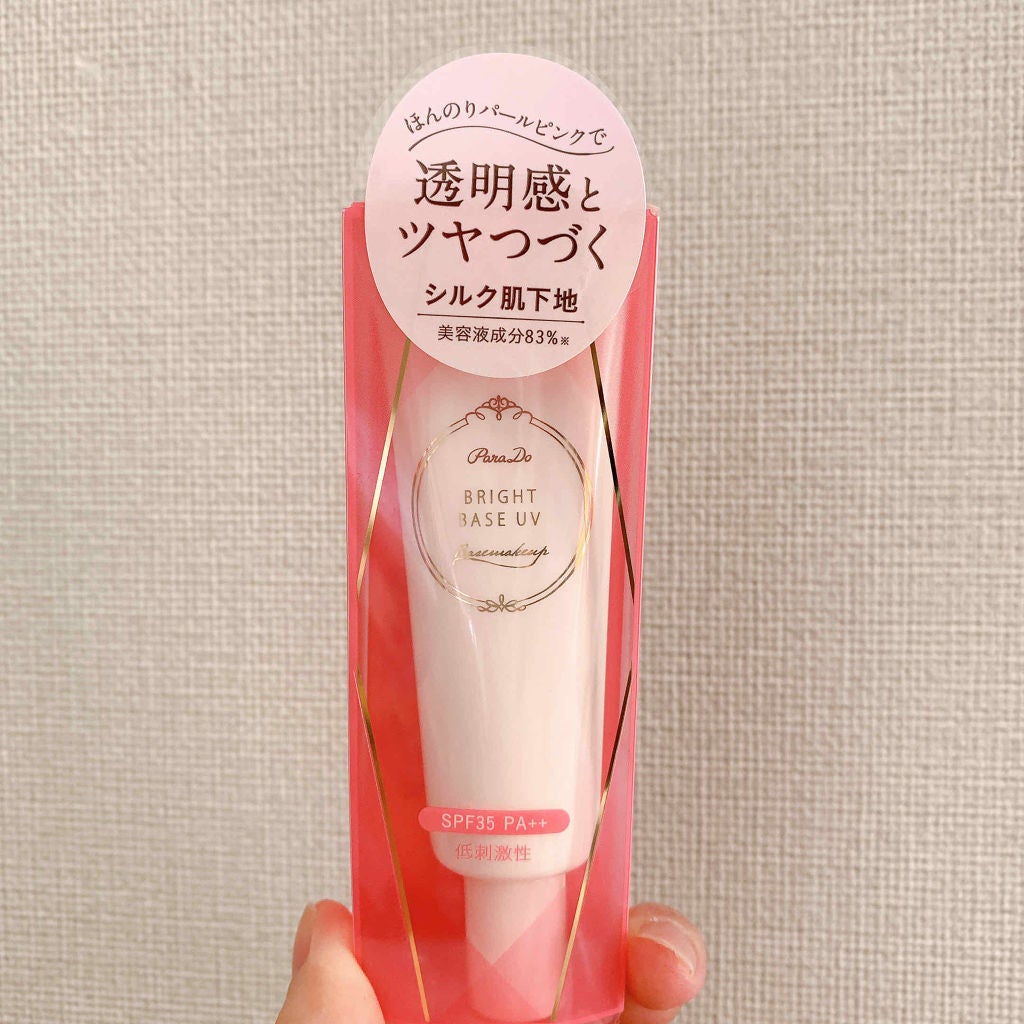 ほんのりパールピンクで
透明感と
ツヤつづく
シルク肌下地
美容液成分83%※
ParaDo
BRIGHT
BASE UV
Basemakeup
SPF35 PA++
低刺激性